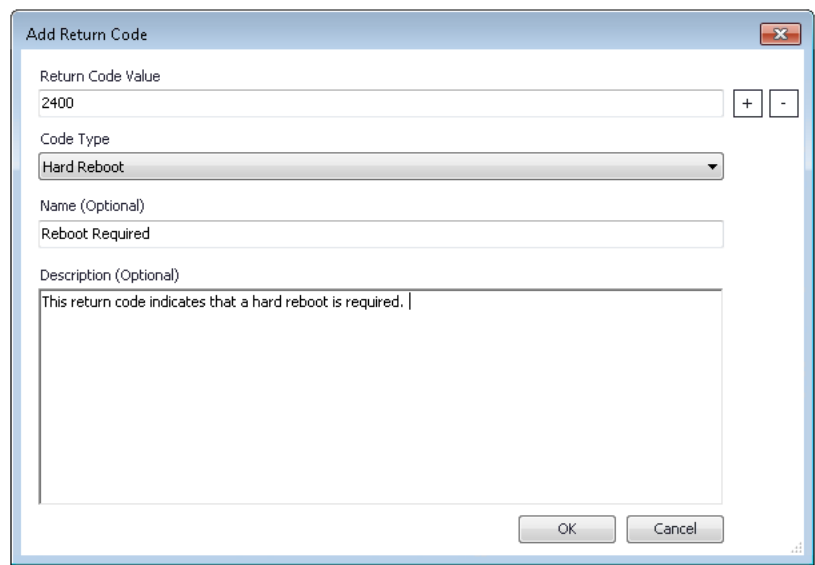 Add Return Code
Return Code Value
2400
+ -
Code Type
Hard Reboot
Name (Optional)
Reboot Required
Description (Optional)
This return code indicates that a hard reboot is required.
OK Cancel